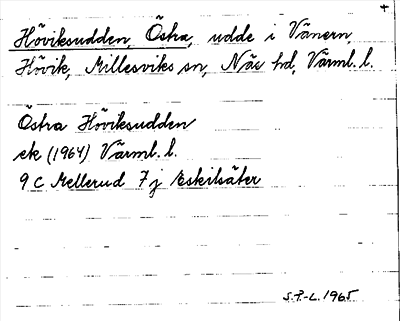 +
Höviksudden, Östra, udde i Vänern,
Hövik, Millesviks sn, Näs hd, Värml. l.
Östra Höviksudden
ek (1964) Värml. l.
9 C Mellerud 7 j Eskilsäter
S.P.-L. 1965